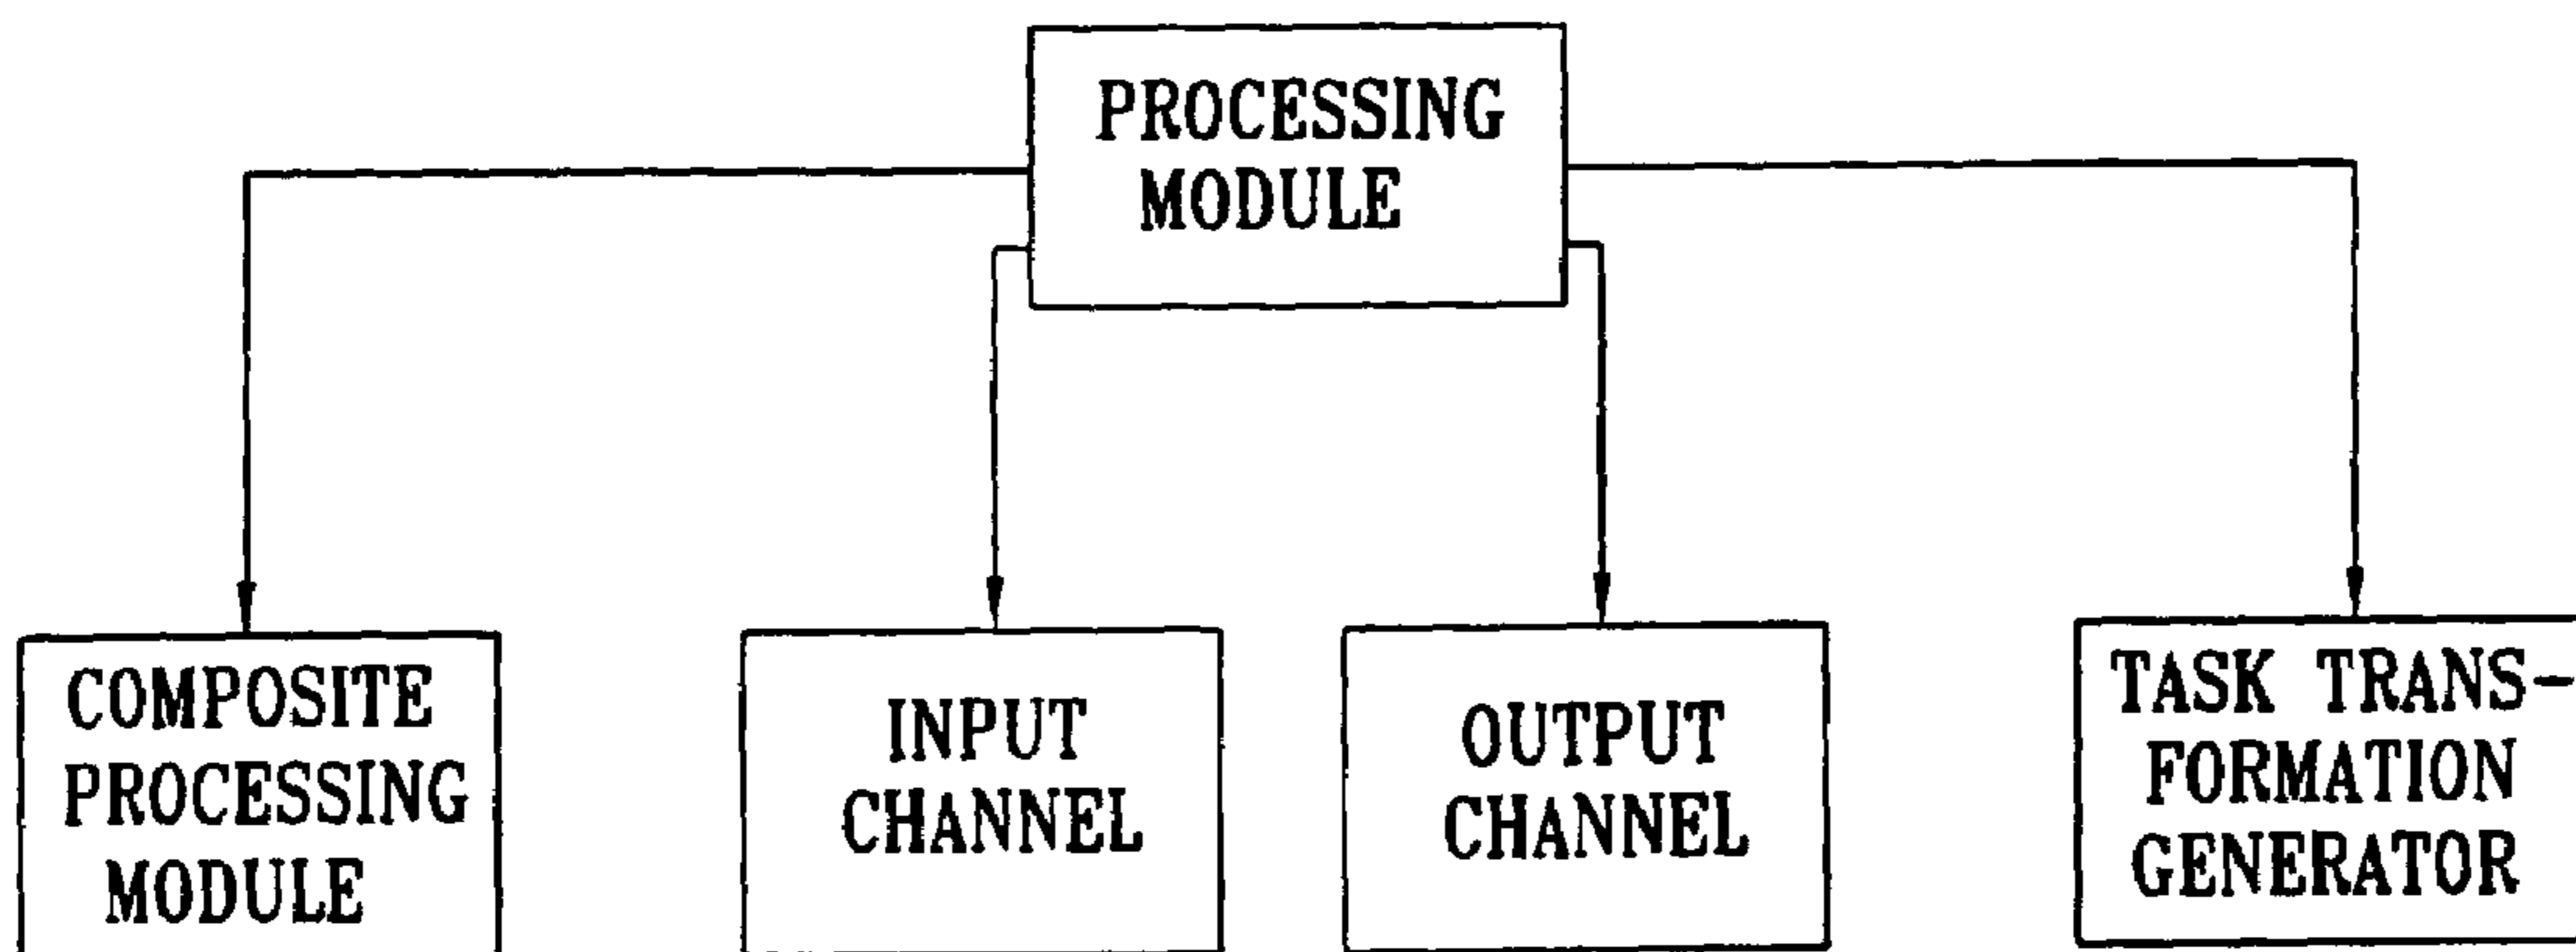 PROCESSING
MODULE
COMPOSITE
PROCESSING
MODULE
INPUT
CHANNEL
OUTPUT
CHANNEL
TASK TRANS-
FORMATION
GENERATOR